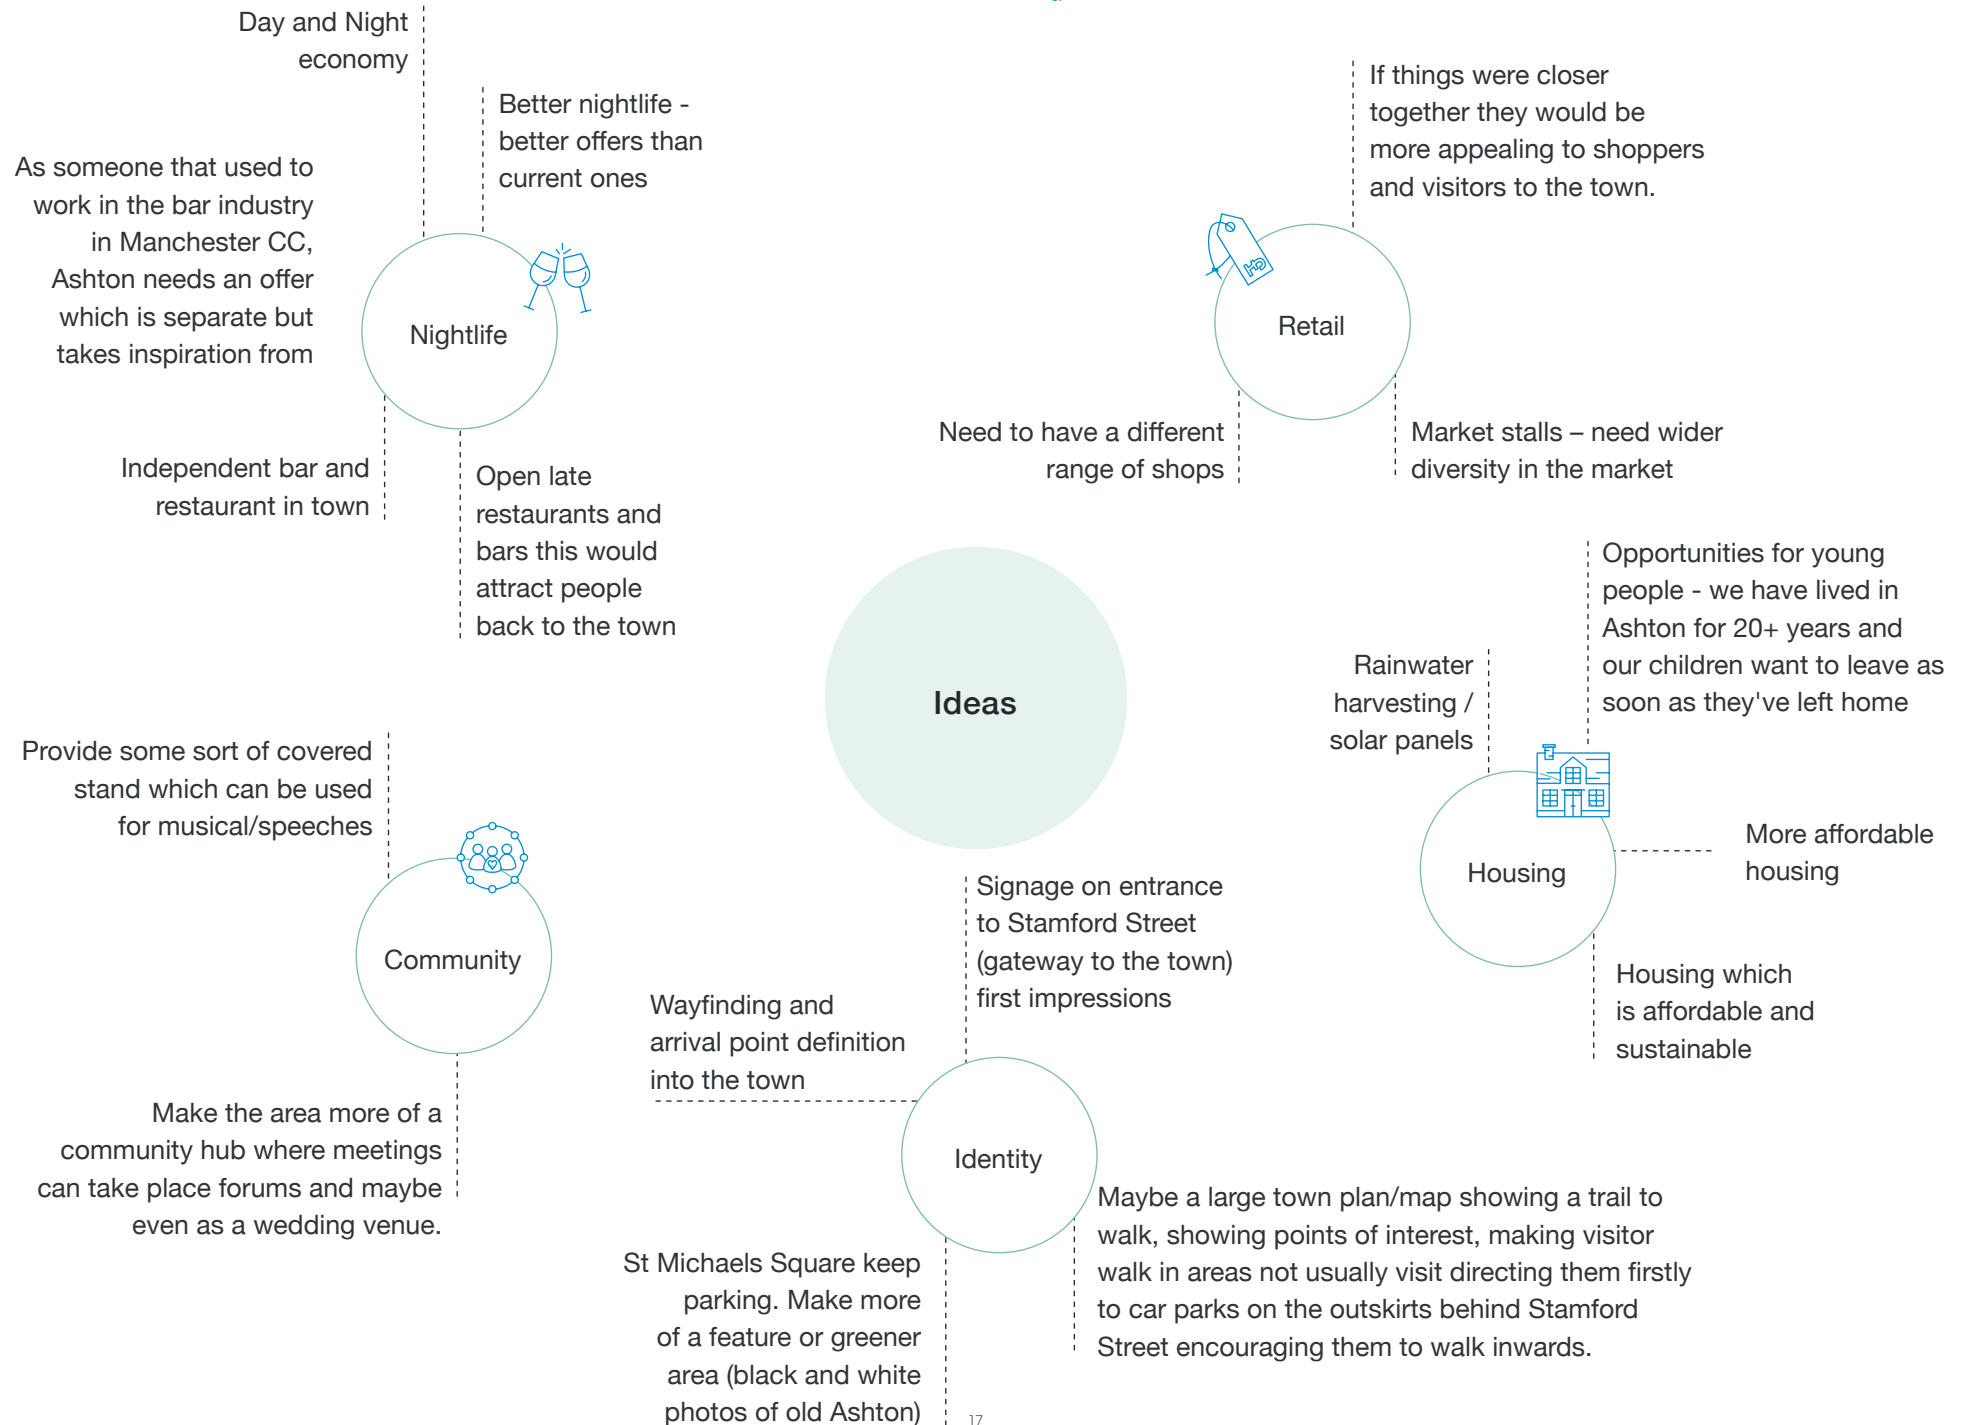 Day and Night
economy
Better nightlife -
better offers than
current ones
As someone that used to
work in the bar industry
in Manchester CC,
Ashton needs an offer
which is separate but
takes inspiration from
Nightlife
Independent bar and
restaurant in town
Open late
restaurants and
bars this would
attract people
back to the town
If things were closer
together they would be
more appealing to shoppers
and visitors to the town.
Retail
Need to have a different
range of shops
Market stalls – need wider
diversity in the market
Ideas
Opportunities for young
people - we have lived in
Ashton for 20+ years and
our children want to leave as
soon as they've left home
Rainwater
harvesting /
solar panels
Housing
More affordable
housing
Housing which
is affordable and
sustainable
Provide some sort of covered
stand which can be used
for musical/speeches
Community
Make the area more of a
community hub where meetings
can take place forums and maybe
even as a wedding venue.
Signage on entrance
to Stamford Street
(gateway to the town)
first impressions
Wayfinding and
arrival point definition
into the town
Identity
St Michaels Square keep
parking. Make more
of a feature or greener
area (black and white
photos of old Ashton)
Maybe a large town plan/map showing a trail to
walk, showing points of interest, making visitor
walk in areas not usually visit directing them firstly
to car parks on the outskirts behind Stamford
Street encouraging them to walk inwards.
17